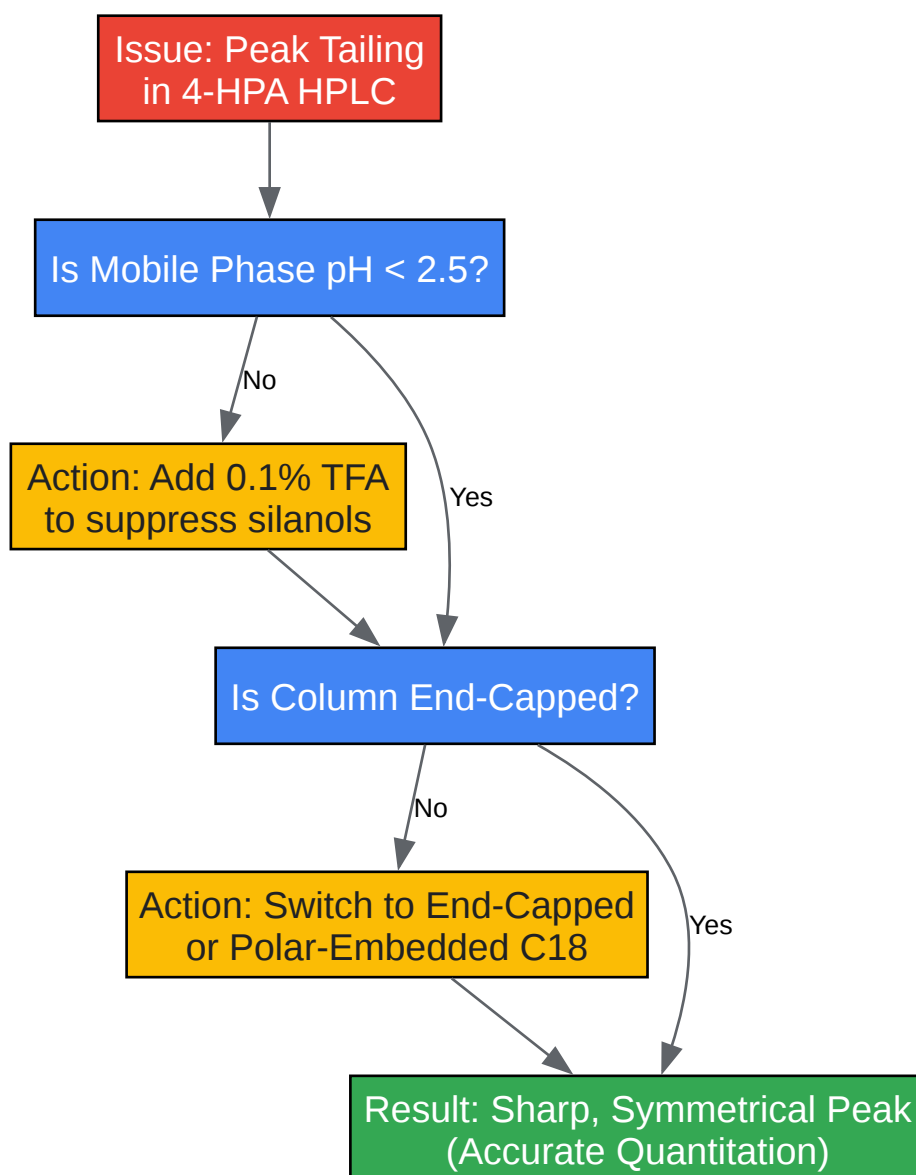 Issue: Peak Tailing
in 4-HPA HPLC
Is Mobile Phase pH < 2.5?
No
Action: Add 0.1% TFA
to suppress silanols
Yes
Is Column End-Capped?
No
Action: Switch to End-Capped
or Polar-Embedded C18
Yes
Result: Sharp, Symmetrical Peak
(Accurate Quantitation)